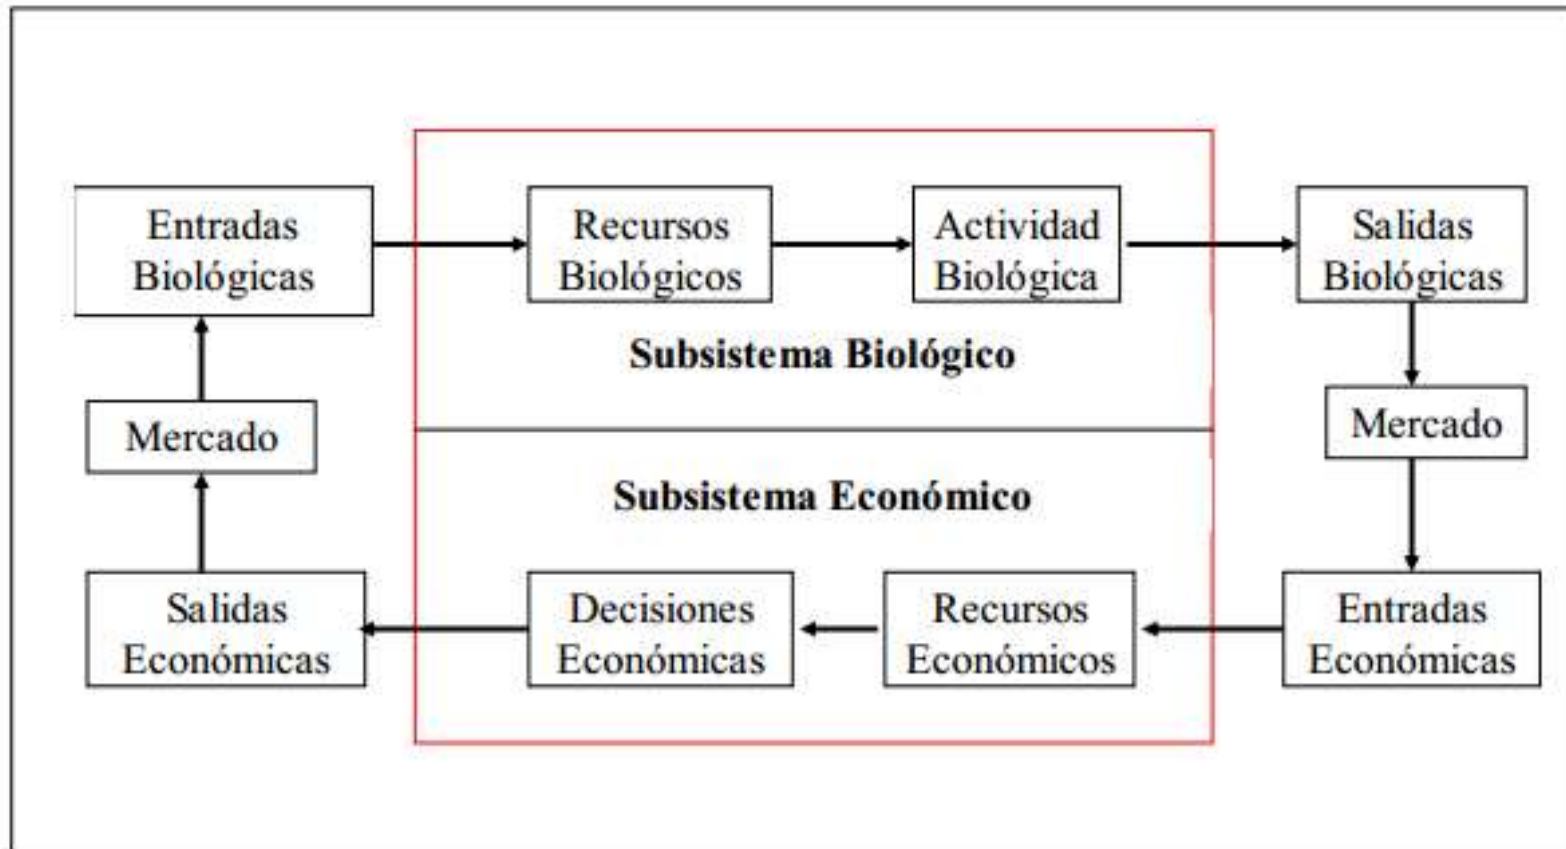 Entradas
Biológicas
Recursos
Biológicos
Actividad
Biológica
Salidas
Biológicas
Subsistema Biológico
Mercado
Mercado
Subsistema Económico
Salidas
Económicas
Decisiones
Económicas
Recursos
Económicos
Entradas
Económicas